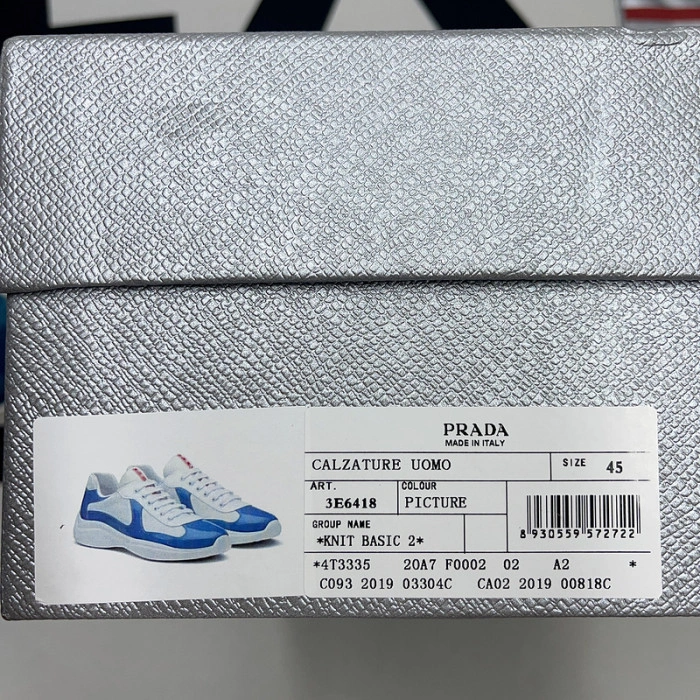 PRADA
MADE IN ITALY
CALZATURE UOMO SIZE 45
ART. COLOUR
3E6418 PICTURE
GROUP NAME
*KNIT BASIC 2*
8 930559 572722
*4T3335 20A7 F0002 02 A2 *
C093 2019 03304C CA02 2019 00818C